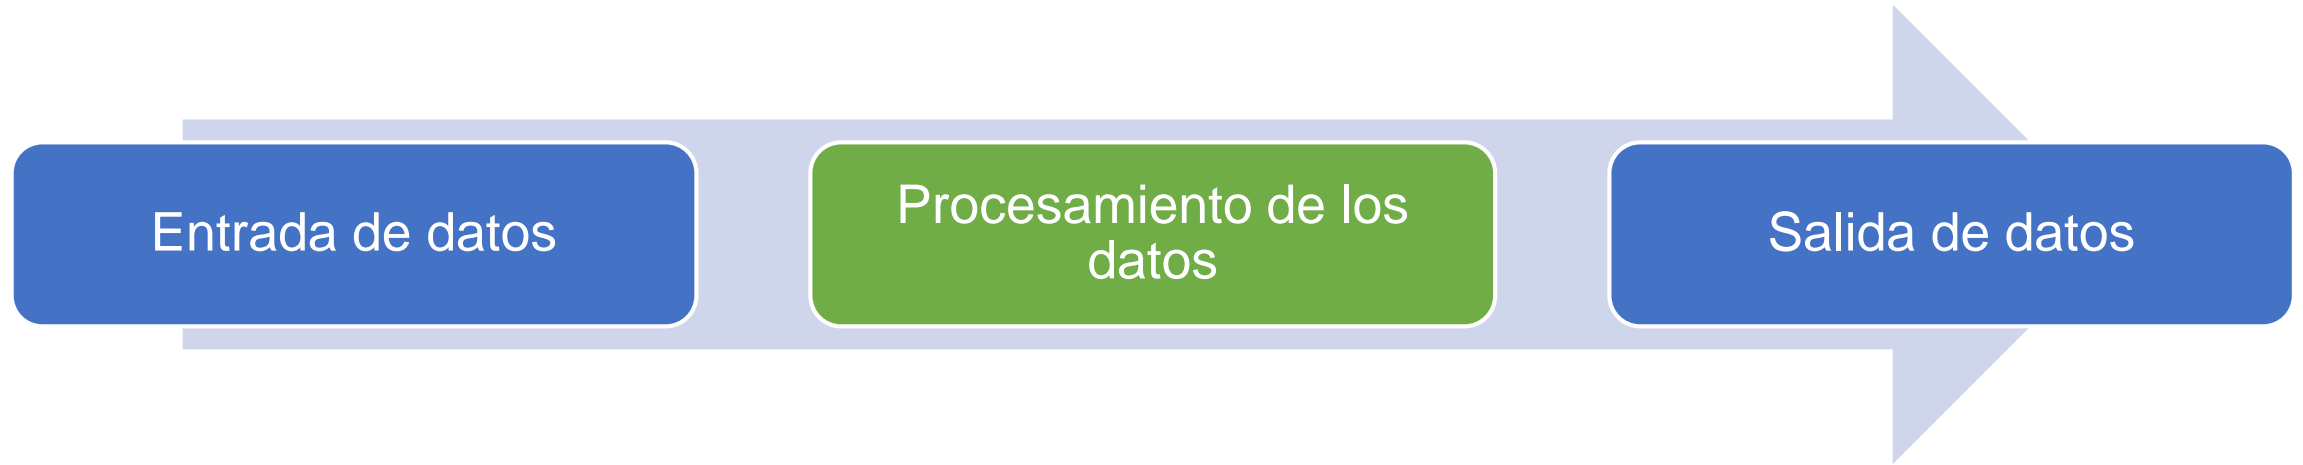 Entrada de datos
Procesamiento de los
datos
Salida de datos